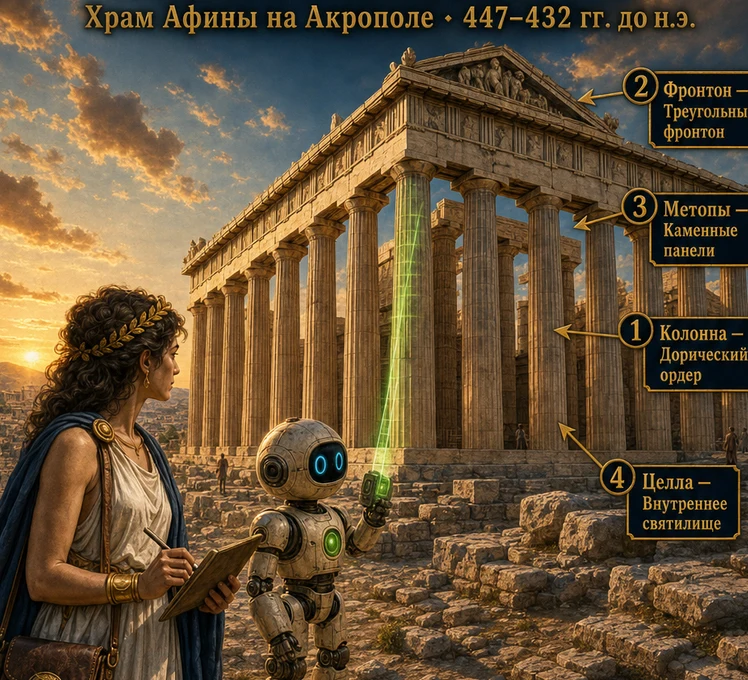 Храм Афины на Акрополе • 447–432 гг. до н.э.
2
Фронтон —
Треугольны
фронтон
3
Метопы —
Каменные
панели
1
Колонна —
Дорический
ордер
4
Целла —
Внутреннее
святилище